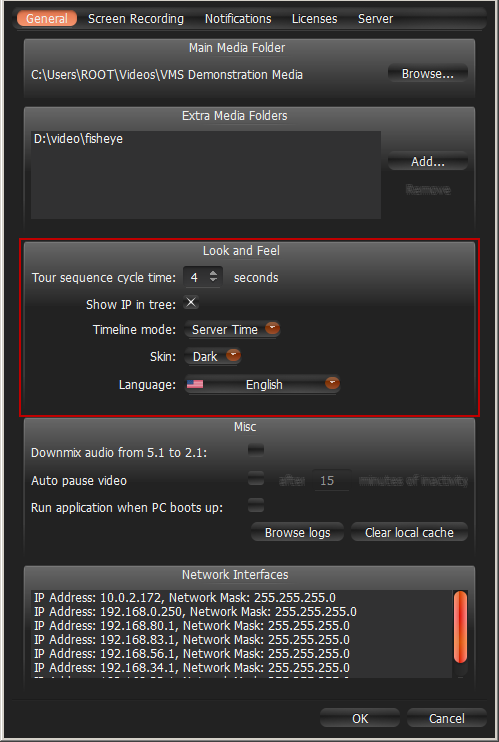 General Screen Recording Notifications Licenses Server
Main Media Folder
C:\Users\ROOT\Videos\VMS Demonstration Media Browse...
Extra Media Folders
D:\video\fisheye
Add...
Remove
Look and Feel
Tour sequence cycle time: 4 seconds
Show IP in tree:
Timeline mode: Server Time
Skin: Dark
Language: English
Misc
Downmix audio from 5.1 to 2.1:
Auto pause video after 15 minutes of inactivity
Run application when PC boots up:
Browse logs Clear local cache
Network Interfaces
IP Address: 10.0.2.172, Network Mask: 255.255.255.0
IP Address: 192.168.0.250, Network Mask: 255.255.255.0
IP Address: 192.168.80.1, Network Mask: 255.255.255.0
IP Address: 192.168.83.1, Network Mask: 255.255.255.0
IP Address: 192.168.56.1, Network Mask: 255.255.255.0
IP Address: 192.168.34.1, Network Mask: 255.255.255.0
OK Cancel